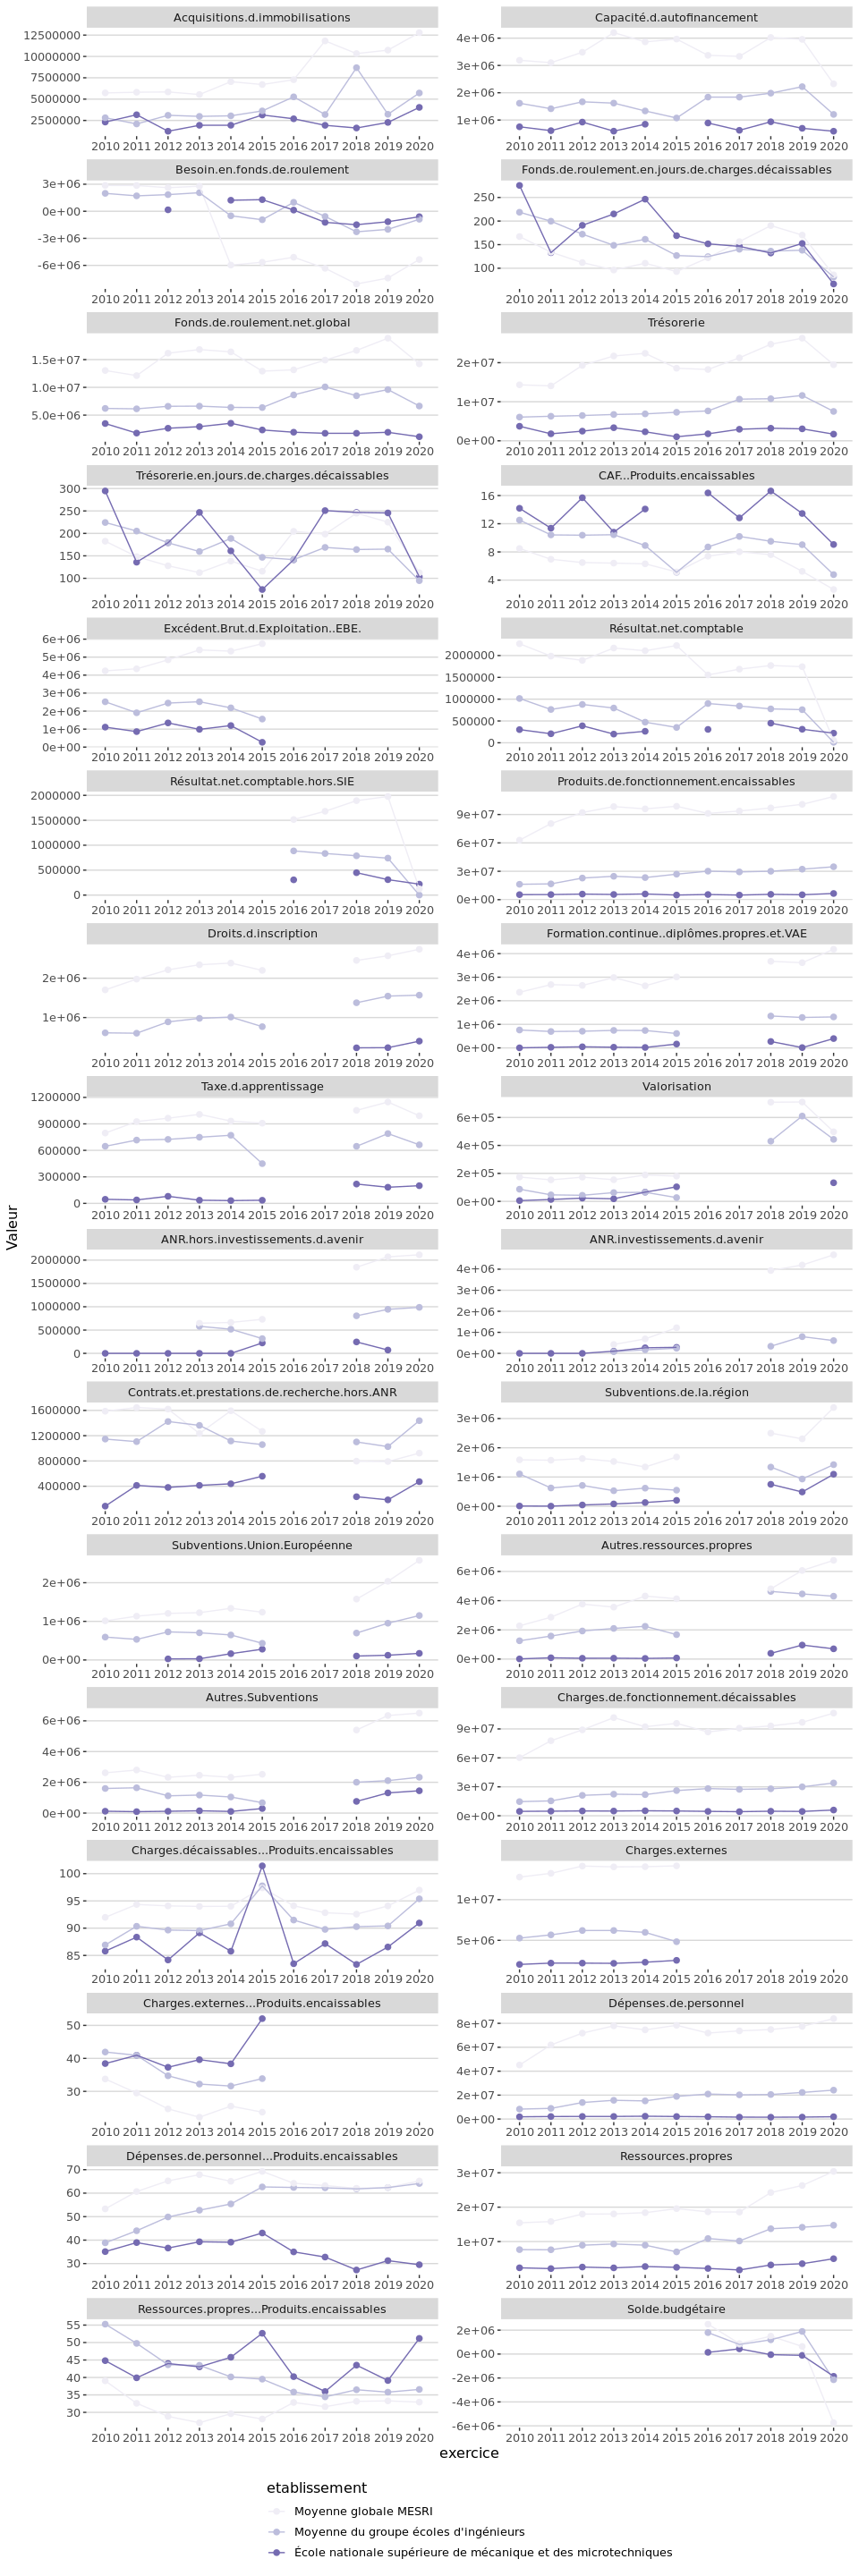 Acquisitions.d.immobilisations
12500000
10000000
7500000
5000000
2500000
2010 2011 2012 2013 2014 2015 2016 2017 2018 2019 2020
Capacité.d.autofinancement
4e+06
3e+06
2e+06
1e+06
2010 2011 2012 2013 2014 2015 2016 2017 2018 2019 2020
Besoin.en.fonds.de.roulement
3e+06
0e+00
-3e+06
-6e+06
2010 2011 2012 2013 2014 2015 2016 2017 2018 2019 2020
Fonds.de.roulement.en.jours.de.charges.décaissables
250
200
150
100
2010 2011 2012 2013 2014 2015 2016 2017 2018 2019 2020
Fonds.de.roulement.net.global
1.5e+07
1.0e+07
5.0e+06
2010 2011 2012 2013 2014 2015 2016 2017 2018 2019 2020
Trésorerie
2e+07
1e+07
0e+00
2010 2011 2012 2013 2014 2015 2016 2017 2018 2019 2020
Trésorerie.en.jours.de.charges.décaissables
300
250
200
150
100
2010 2011 2012 2013 2014 2015 2016 2017 2018 2019 2020
CAF...Produits.encaissables
16
12
8
4
2010 2011 2012 2013 2014 2015 2016 2017 2018 2019 2020
Excédent.Brut.d.Exploitation..EBE.
6e+06
5e+06
4e+06
3e+06
2e+06
1e+06
0e+00
2010 2011 2012 2013 2014 2015 2016 2017 2018 2019 2020
Résultat.net.comptable
2000000
1500000
1000000
500000
0
2010 2011 2012 2013 2014 2015 2016 2017 2018 2019 2020
Résultat.net.comptable.hors.SIE
2000000
1500000
1000000
500000
0
2010 2011 2012 2013 2014 2015 2016 2017 2018 2019 2020
Produits.de.fonctionnement.encaissables
9e+07
6e+07
3e+07
0e+00
2010 2011 2012 2013 2014 2015 2016 2017 2018 2019 2020
Droits.d.inscription
2e+06
1e+06
2010 2011 2012 2013 2014 2015 2016 2017 2018 2019 2020
Formation.continue..diplômes.propres.et.VAE
4e+06
3e+06
2e+06
1e+06
0e+00
2010 2011 2012 2013 2014 2015 2016 2017 2018 2019 2020
Taxe.d.apprentissage
1200000
900000
600000
300000
0
2010 2011 2012 2013 2014 2015 2016 2017 2018 2019 2020
Valorisation
6e+05
4e+05
2e+05
0e+00
2010 2011 2012 2013 2014 2015 2016 2017 2018 2019 2020
Valeur
ANR.hors.investissements.d.avenir
2000000
1500000
1000000
500000
0
2010 2011 2012 2013 2014 2015 2016 2017 2018 2019 2020
ANR.investissements.d.avenir
4e+06
3e+06
2e+06
1e+06
0e+00
2010 2011 2012 2013 2014 2015 2016 2017 2018 2019 2020
Contrats.et.prestations.de.recherche.hors.ANR
1600000
1200000
800000
400000
2010 2011 2012 2013 2014 2015 2016 2017 2018 2019 2020
Subventions.de.la.région
3e+06
2e+06
1e+06
0e+00
2010 2011 2012 2013 2014 2015 2016 2017 2018 2019 2020
Subventions.Union.Européenne
2e+06
1e+06
0e+00
2010 2011 2012 2013 2014 2015 2016 2017 2018 2019 2020
Autres.ressources.propres
6e+06
4e+06
2e+06
0e+00
2010 2011 2012 2013 2014 2015 2016 2017 2018 2019 2020
Autres.Subventions
6e+06
4e+06
2e+06
0e+00
2010 2011 2012 2013 2014 2015 2016 2017 2018 2019 2020
Charges.de.fonctionnement.décaissables
9e+07
6e+07
3e+07
0e+00
2010 2011 2012 2013 2014 2015 2016 2017 2018 2019 2020
Charges.décaissables...Produits.encaissables
100
95
90
85
2010 2011 2012 2013 2014 2015 2016 2017 2018 2019 2020
Charges.externes
1e+07
5e+06
2010 2011 2012 2013 2014 2015 2016 2017 2018 2019 2020
Charges.externes...Produits.encaissables
50
40
30
2010 2011 2012 2013 2014 2015 2016 2017 2018 2019 2020
Dépenses.de.personnel
8e+07
6e+07
4e+07
2e+07
0e+00
2010 2011 2012 2013 2014 2015 2016 2017 2018 2019 2020
Dépenses.de.personnel...Produits.encaissables
70
60
50
40
30
2010 2011 2012 2013 2014 2015 2016 2017 2018 2019 2020
Ressources.propres
3e+07
2e+07
1e+07
2010 2011 2012 2013 2014 2015 2016 2017 2018 2019 2020
Ressources.propres...Produits.encaissables
55
50
45
40
35
30
2010 2011 2012 2013 2014 2015 2016 2017 2018 2019 2020
Solde.budgétaire
2e+06
0e+00
-2e+06
-4e+06
-6e+06
2010 2011 2012 2013 2014 2015 2016 2017 2018 2019 2020
exercice
etablissement
Moyenne globale MESRI
Moyenne du groupe écoles d'ingénieurs
École nationale supérieure de mécanique et des microtechniques